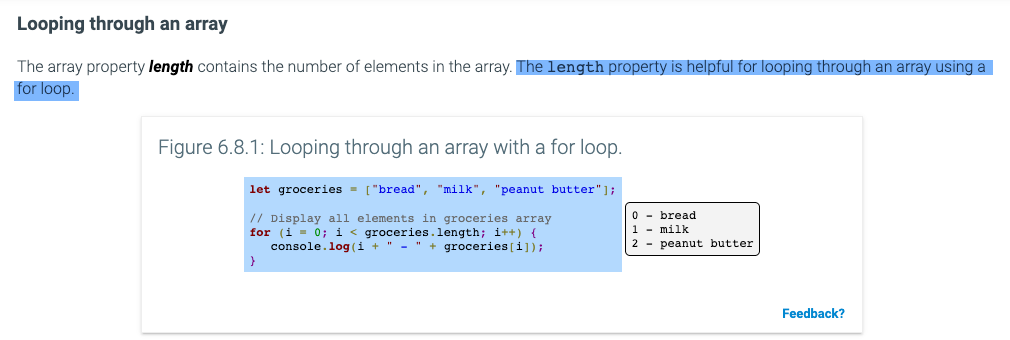 Looping through an array
The array property length contains the number of elements in the array. The length property is helpful for looping through an array using a
for loop.
Figure 6.8.1: Looping through an array with a for loop.
let groceries = ["bread", "milk", "peanut butter"];
// Display all elements in groceries array
for (i = 0; i < groceries.length; i++) {
   console.log(i + " - " + groceries[i]);
}
0 - bread
1 - milk
2 - peanut butter
Feedback?